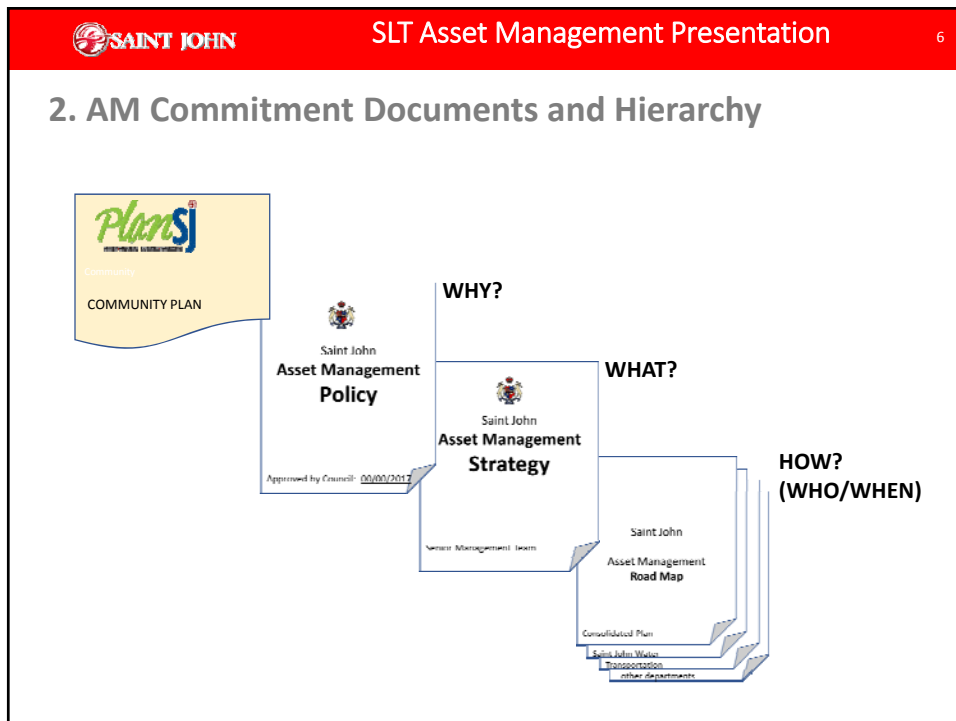 SAINT JOHN
SLT Asset Management Presentation
6
2. AM Commitment Documents and Hierarchy
PlanSJ
Community
COMMUNITY PLAN
WHY?
Saint John
Asset Management
Policy
Approved by Council: 00/00/2017
WHAT?
Saint John
Asset Management
Strategy
Senior Management Team
HOW?
(WHO/WHEN)
Saint John
Asset Management
Road Map
Consolidated Plan
Saint John Water
Transportation
other departments